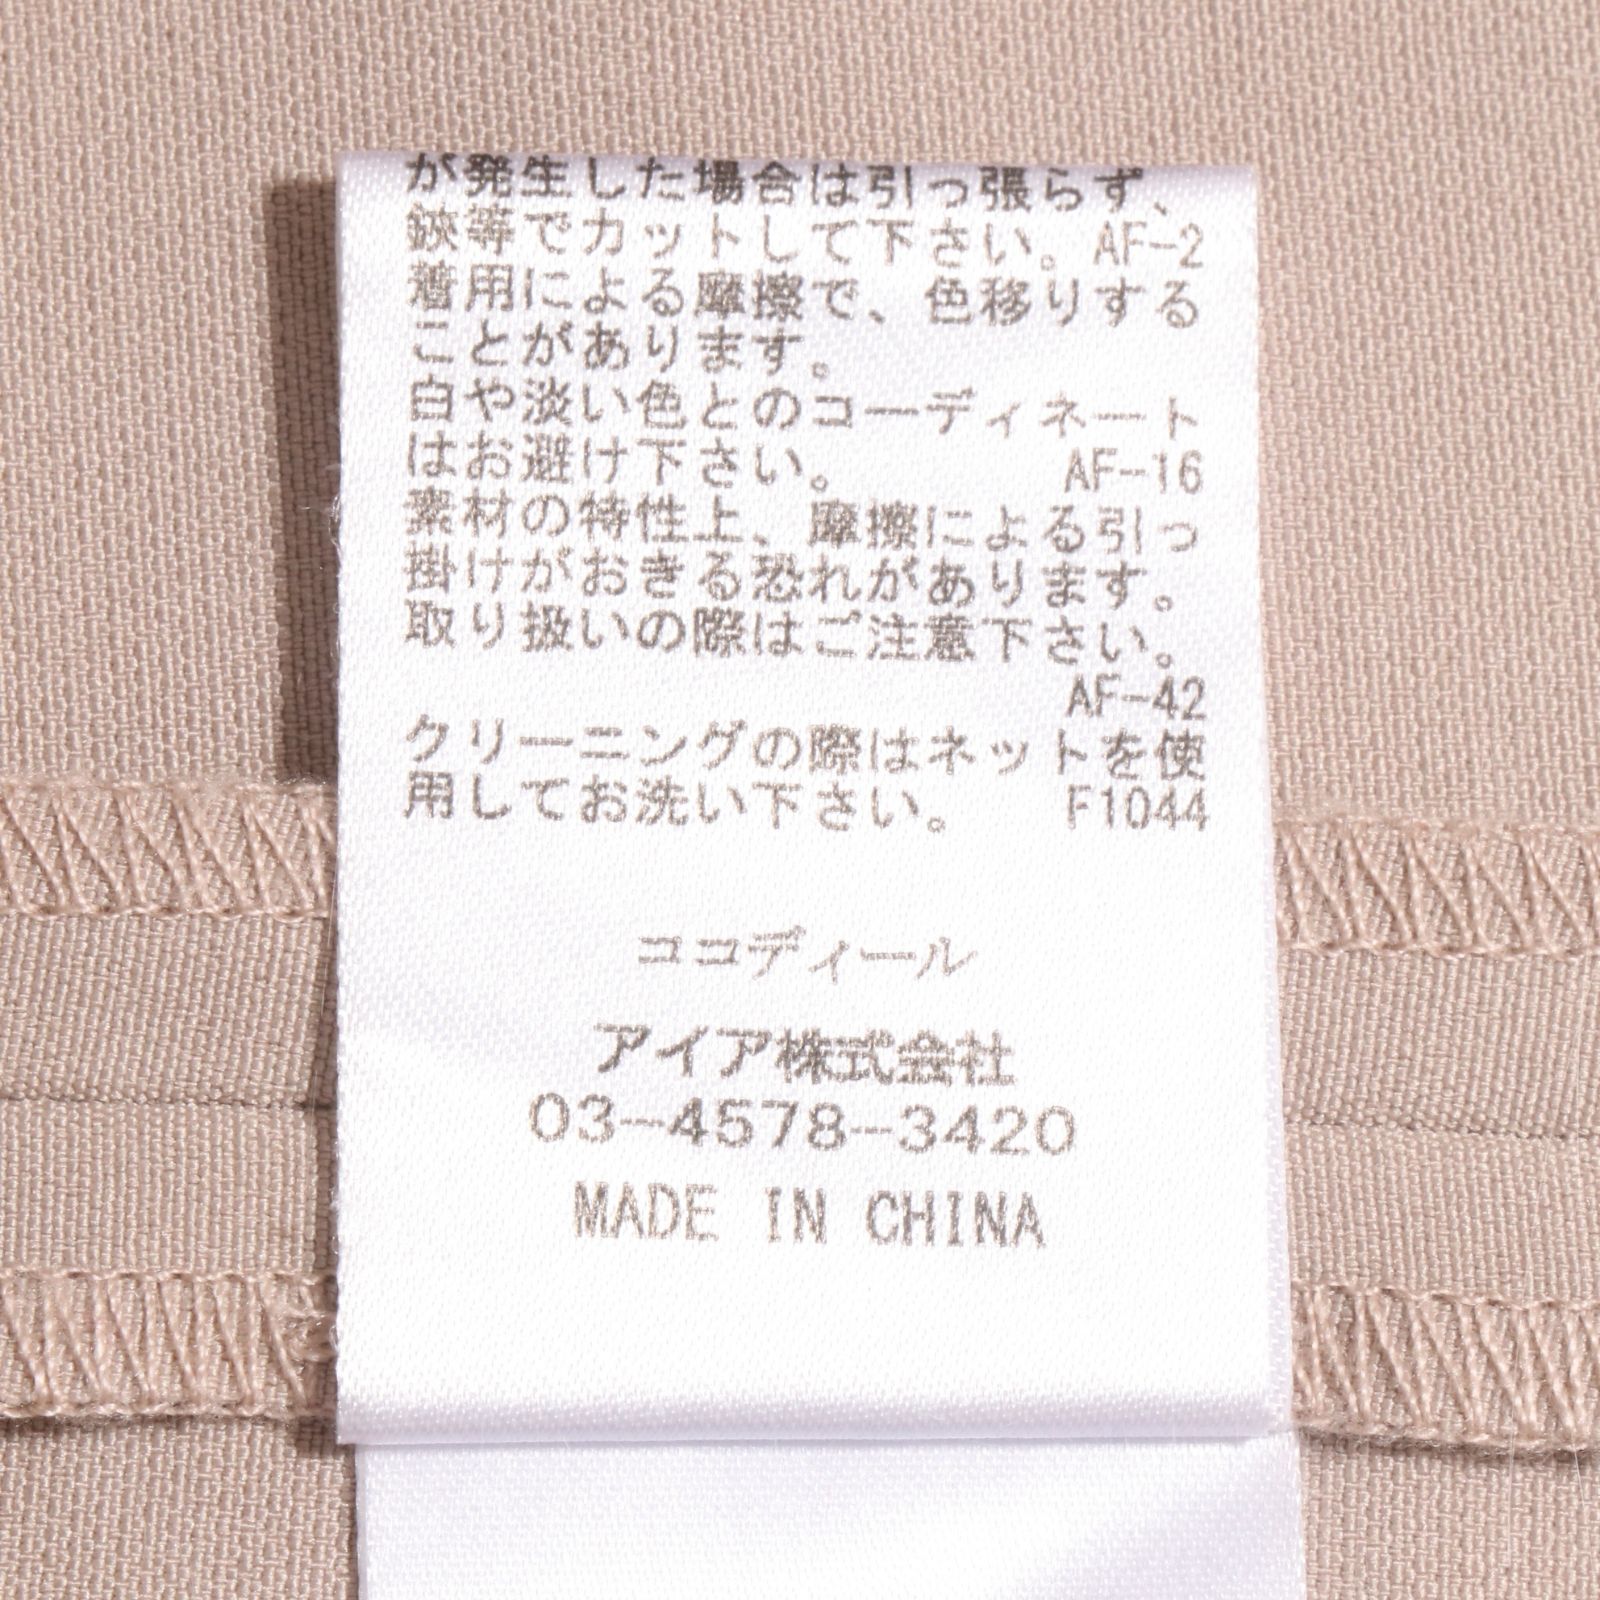 が発生した場合は引っ張らず、
鋏等でカットして下さい。AF-2
着用による摩擦で、色移りする
ことがあります。
白や淡い色とのコーディネート
はお避け下さい。 AF-16
素材の特性上、摩擦による引っ
掛けがおきる恐れがあります。
取り扱いの際はご注意下さい。
AF-42
クリーニングの際はネットを使
用してお洗い下さい。 F1044
ココディール
アイア株式会社
03-4578-3420
MADE IN CHINA